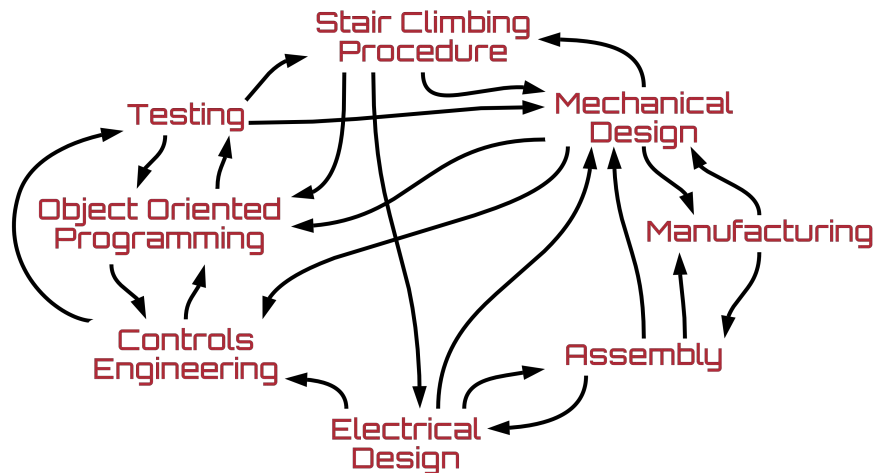 Stair Climbing
Procedure
Testing
Mechanical
Design
Object Oriented
Programming
Manufacturing
Controls
Engineering
Assembly
Electrical
Design